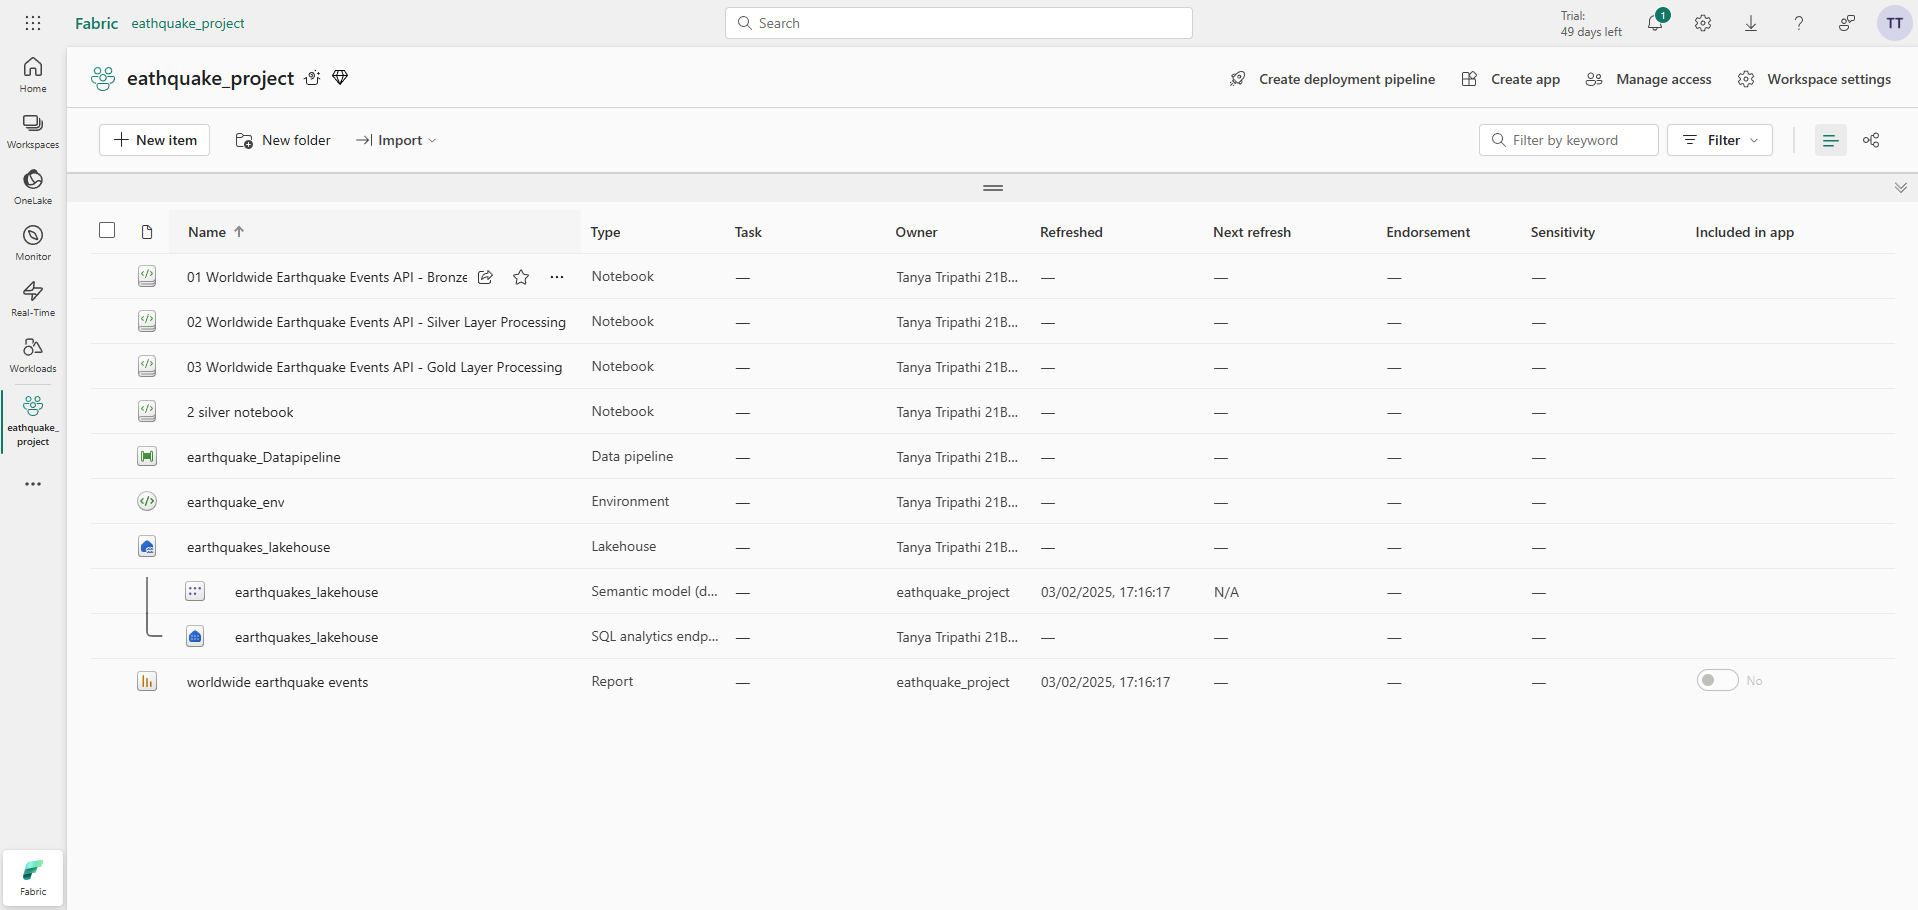 Fabric eathquake_project
Search
Trial:
49 days left
1
TT
Home
Workspaces
OneLake
Monitor
Real-Time
Workloads
eathquake_
project
Fabric
eathquake_project
Create deployment pipeline
Create app
Manage access
Workspace settings
New item
New folder
Import
Filter by keyword
Filter
Name Type Task Owner Refreshed Next refresh Endorsement Sensitivity Included in app
01 Worldwide Earthquake Events API - Bronze Notebook — Tanya Tripathi 21B... — — — —
02 Worldwide Earthquake Events API - Silver Layer Processing Notebook — Tanya Tripathi 21B... — — — —
03 Worldwide Earthquake Events API - Gold Layer Processing Notebook — Tanya Tripathi 21B... — — — —
2 silver notebook Notebook — Tanya Tripathi 21B... — — — —
earthquake_Datapipeline Data pipeline — Tanya Tripathi 21B... — — — —
earthquake_env Environment — Tanya Tripathi 21B... — — — —
earthquakes_lakehouse Lakehouse — Tanya Tripathi 21B... — — — —
earthquakes_lakehouse Semantic model (d... — eathquake_project 03/02/2025, 17:16:17 N/A — —
earthquakes_lakehouse SQL analytics endp... — Tanya Tripathi 21B... — — — —
worldwide earthquake events Report — eathquake_project 03/02/2025, 17:16:17 — — — No